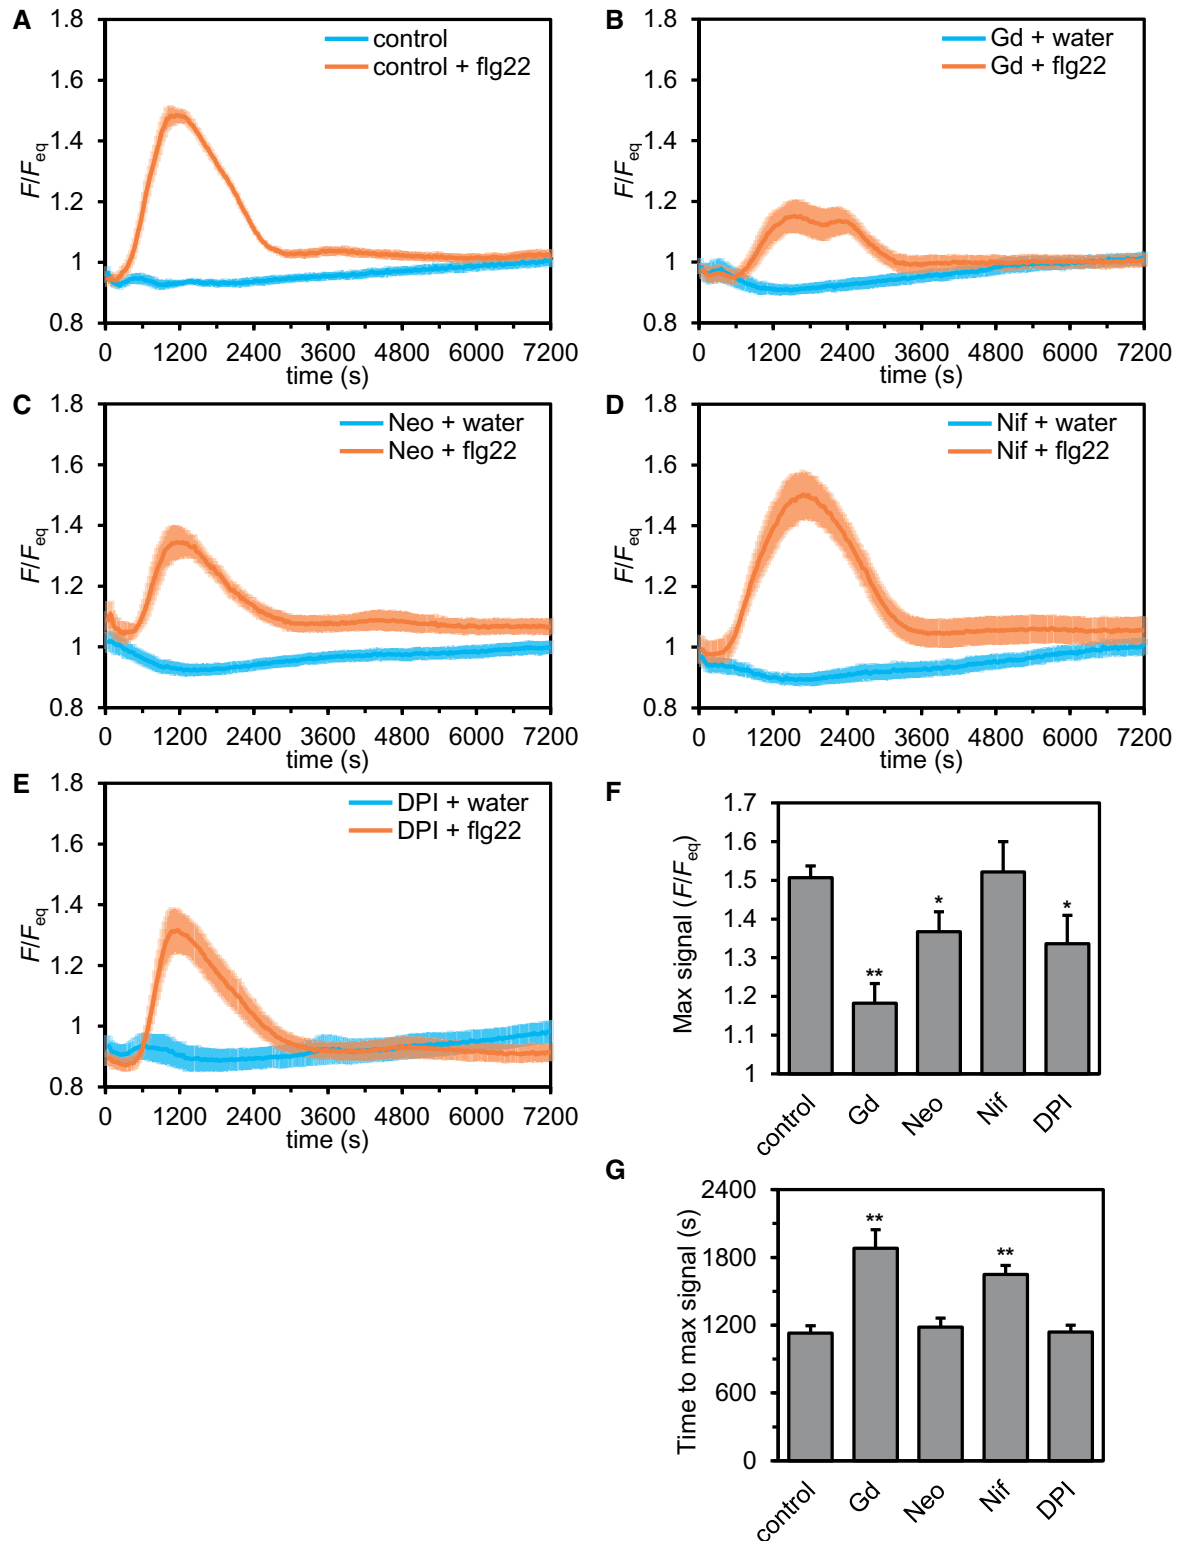 A
1.8
1.6
1.4
1.2
1
0.8
F/Feq
control
control + flg22
0 1200 2400 3600 4800 6000 7200
time (s)
B
1.8
1.6
1.4
1.2
1
0.8
F/Feq
Gd + water
Gd + flg22
0 1200 2400 3600 4800 6000 7200
time (s)
C
1.8
1.6
1.4
1.2
1
0.8
F/Feq
Neo + water
Neo + flg22
0 1200 2400 3600 4800 6000 7200
time (s)
D
1.8
1.6
1.4
1.2
1
0.8
F/Feq
Nif + water
Nif + flg22
0 1200 2400 3600 4800 6000 7200
time (s)
E
1.8
1.6
1.4
1.2
1
0.8
F/Feq
DPI + water
DPI + flg22
0 1200 2400 3600 4800 6000 7200
time (s)
F
1.7
1.6
1.5
1.4
1.3
1.2
1.1
1
Max signal (F/Feq)
**
*
*
control Gd Neo Nif DPI
G
2400
1800
1200
600
0
Time to max signal (s)
**
**
control Gd Neo Nif DPI